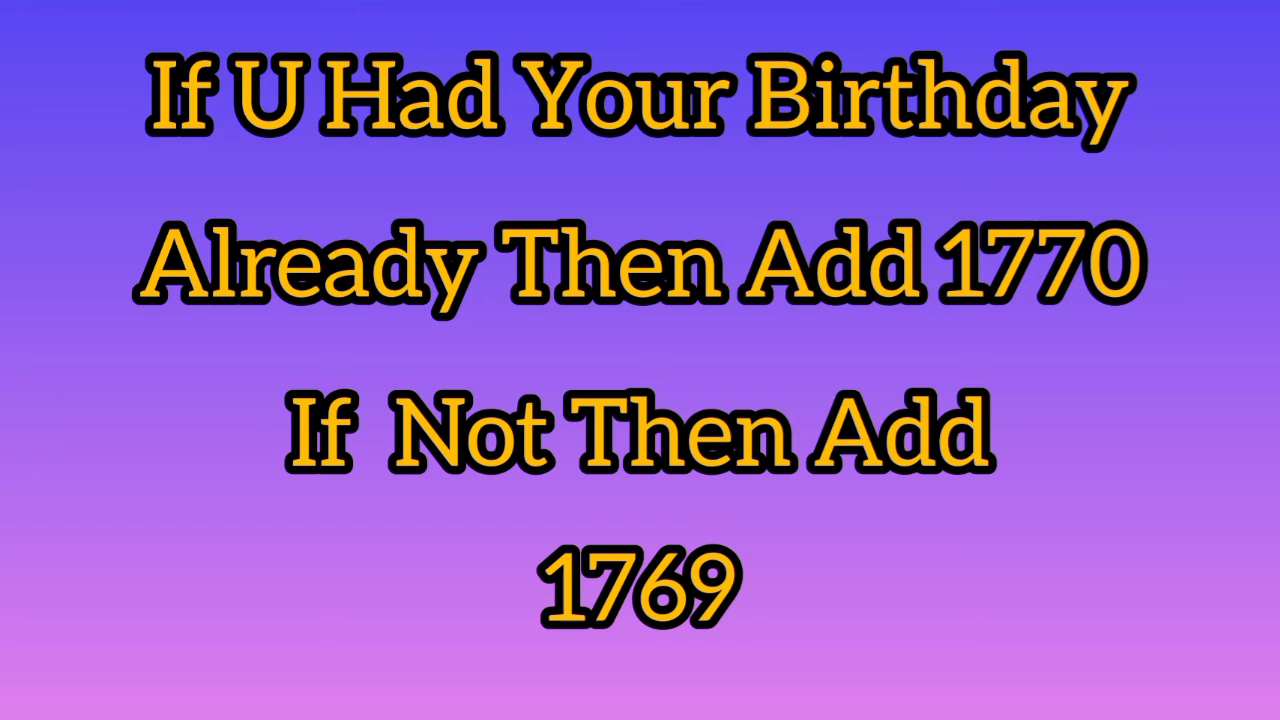 If U Had Your Birthday
Already Then Add 1770
If Not Then Add
1769